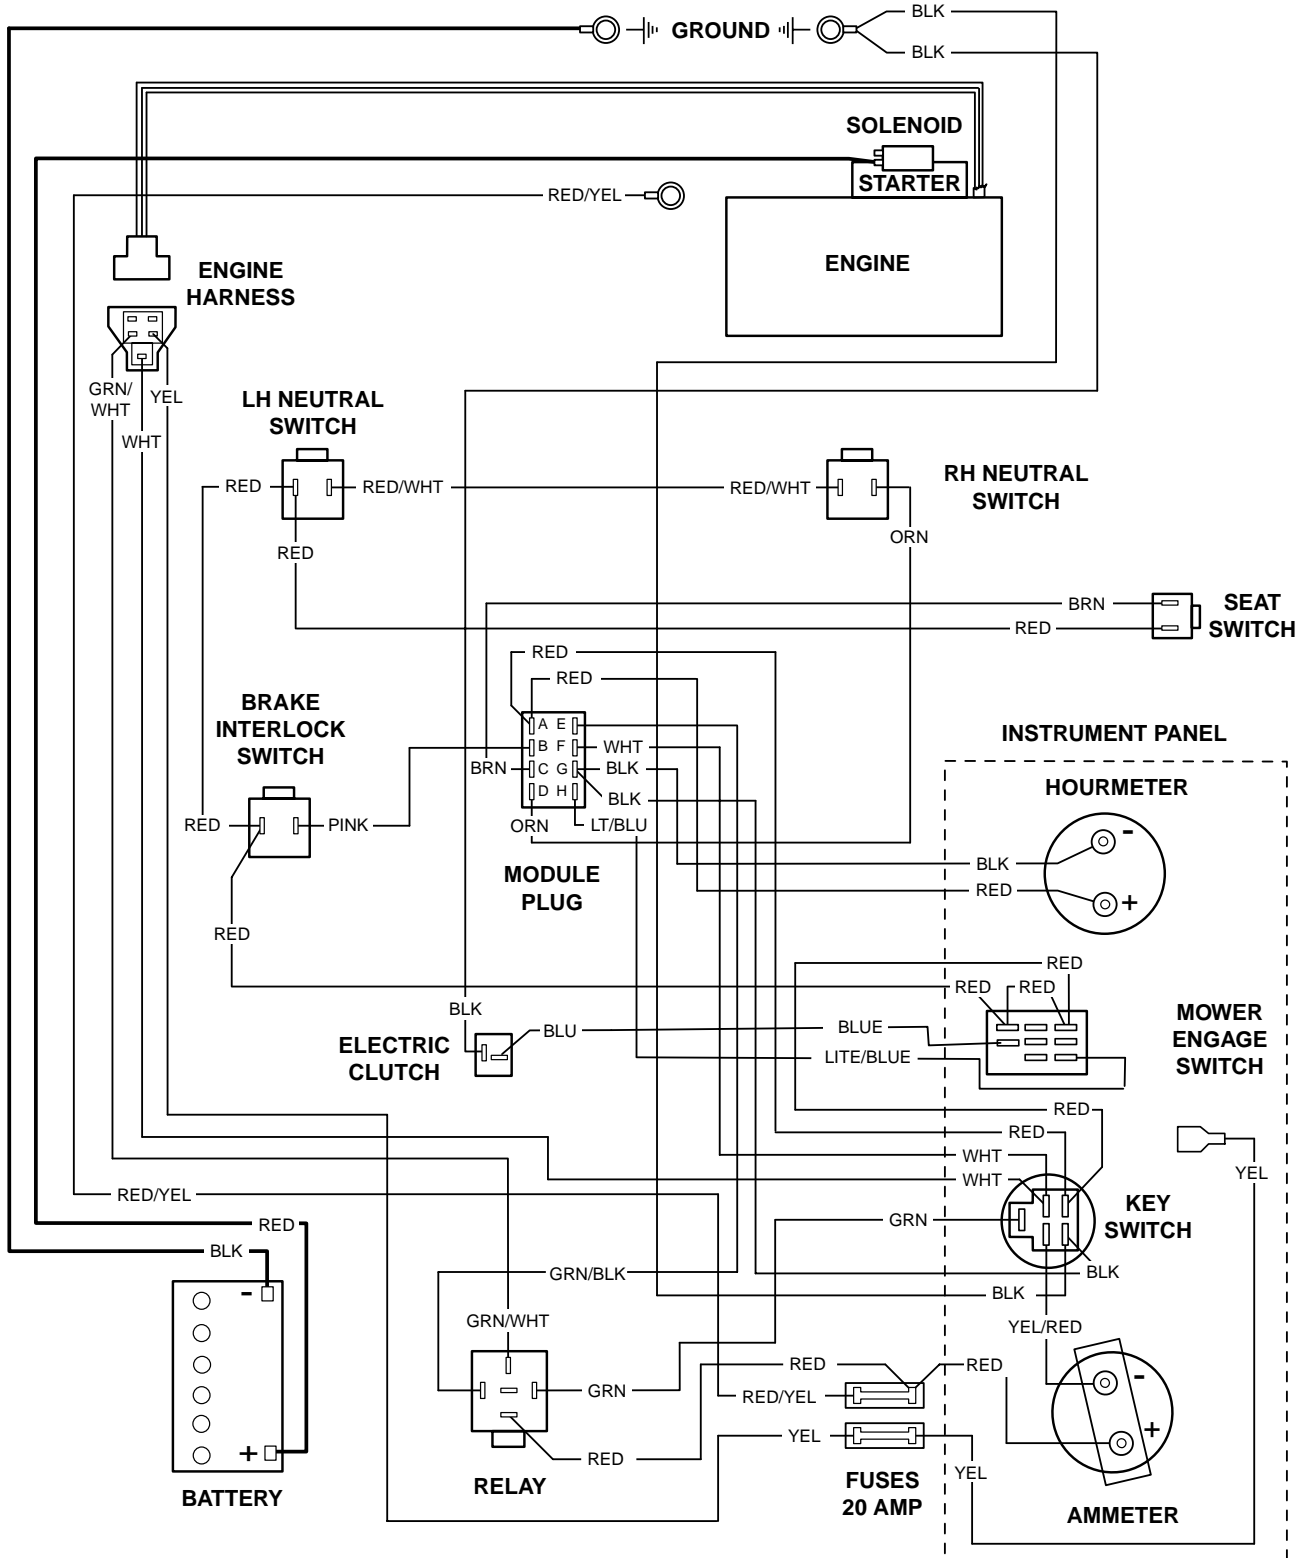 BLK
GROUND
BLK
SOLENOID
STARTER
RED/YEL
ENGINE
ENGINE
HARNESS
GRN/
WHT
YEL
WHT
LH NEUTRAL
SWITCH
RED
RED/WHT
RED/WHT
RH NEUTRAL
SWITCH
ORN
RED
BRN
RED
SEAT
SWITCH
RED
RED
BRAKE
INTERLOCK
SWITCH
A E
B F
C G
D H
WHT
BRN
BLK
BLK
LT/BLU
ORN
RED
PINK
MODULE
PLUG
INSTRUMENT PANEL
HOURMETER
-
BLK
RED
+
RED
RED
RED
RED
MOWER
ENGAGE
SWITCH
BLK
BLU
BLUE
LITE/BLUE
ELECTRIC
CLUTCH
RED
RED
WHT
WHT
YEL
RED/YEL
GRN
KEY
SWITCH
RED
BLK
GRN/BLK
BLK
BLK
-
GRN/WHT
YEL/RED
RED
RED
-
GRN
RED/YEL
+
YEL
+
RED
YEL
BATTERY
RELAY
FUSES
20 AMP
AMMETER